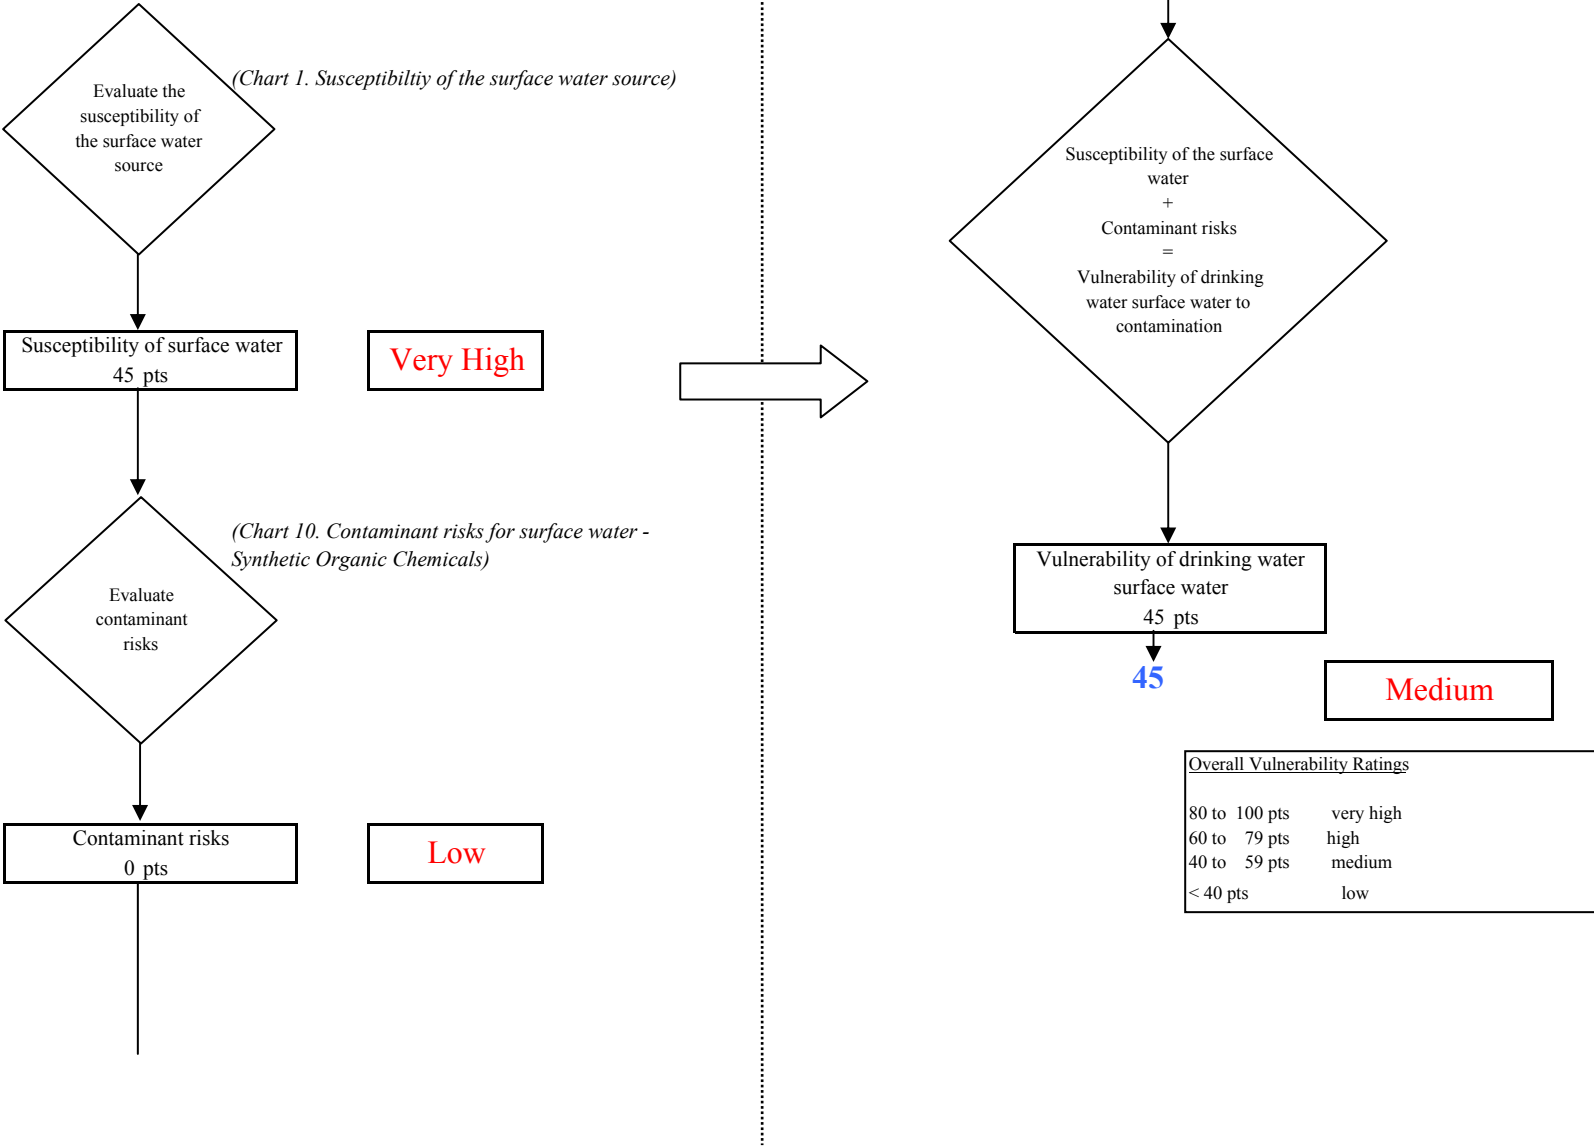 Evaluate the
susceptibility of
the surface water
source
(Chart 1. Susceptibiltiy of the surface water source)
Susceptibility of surface water
45 pts
Very High
(Chart 10. Contaminant risks for surface water -
Synthetic Organic Chemicals)
Evaluate
contaminant
risks
Contaminant risks
0 pts
Low
Susceptibility of the surface
water
+
Contaminant risks
=
Vulnerability of drinking
water surface water to
contamination
Vulnerability of drinking water
surface water
45 pts
45
Medium
Overall Vulnerability Ratings
80 to 100 pts very high
60 to 79 pts high
40 to 59 pts medium
< 40 pts low